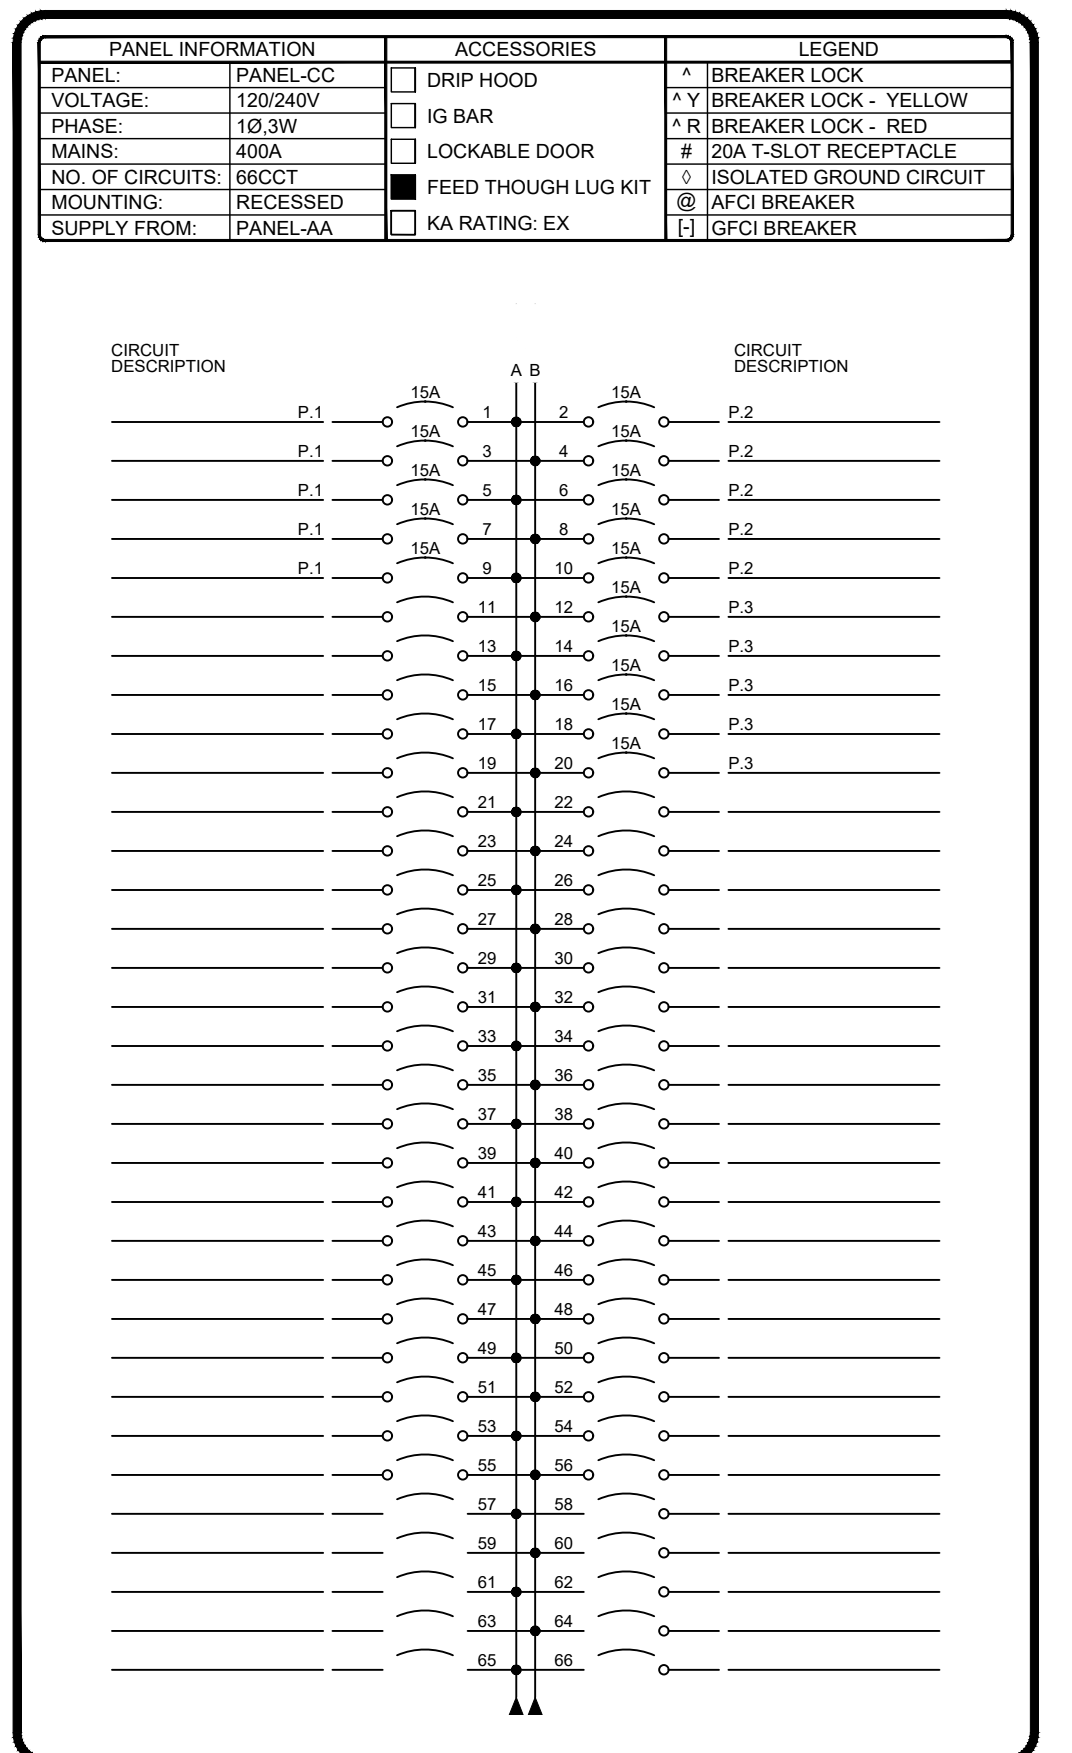 PANEL INFORMATION ACCESSORIES LEGEND
PANEL: PANEL-CC DRIP HOOD ^ BREAKER LOCK
VOLTAGE: 120/240V IG BAR ^ Y BREAKER LOCK - YELLOW
PHASE: 1Ø,3W ^ R BREAKER LOCK - RED
MAINS: 400A LOCKABLE DOOR # 20A T-SLOT RECEPTACLE
NO. OF CIRCUITS: 66CCT FEED THOUGH LUG KIT ◊ ISOLATED GROUND CIRCUIT
MOUNTING: RECESSED @ AFCI BREAKER
SUPPLY FROM: PANEL-AA KA RATING: EX [-] GFCI BREAKER
CIRCUIT CIRCUIT
DESCRIPTION DESCRIPTION
A B
15A 15A
P.1 1 2 P.2
15A 15A
P.1 3 4 P.2
15A 15A
P.1 5 6 P.2
15A 15A
P.1 7 8 P.2
15A 15A
P.1 9 10 P.2
15A
11 12 P.3
15A
13 14 P.3
15A
15 16 P.3
15A
17 18 P.3
15A
19 20 P.3
21 22
23 24
25 26
27 28
29 30
31 32
33 34
35 36
37 38
39 40
41 42
43 44
45 46
47 48
49 50
51 52
53 54
55 56
57 58
59 60
61 62
63 64
65 66